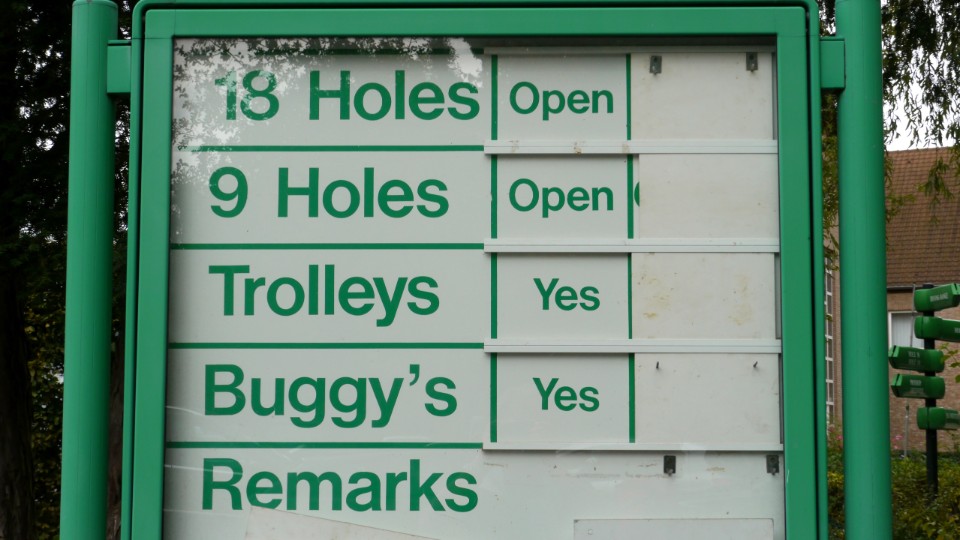 18 Holes Open
9 Holes Open
Trolleys Yes
Buggy's Yes
Remarks